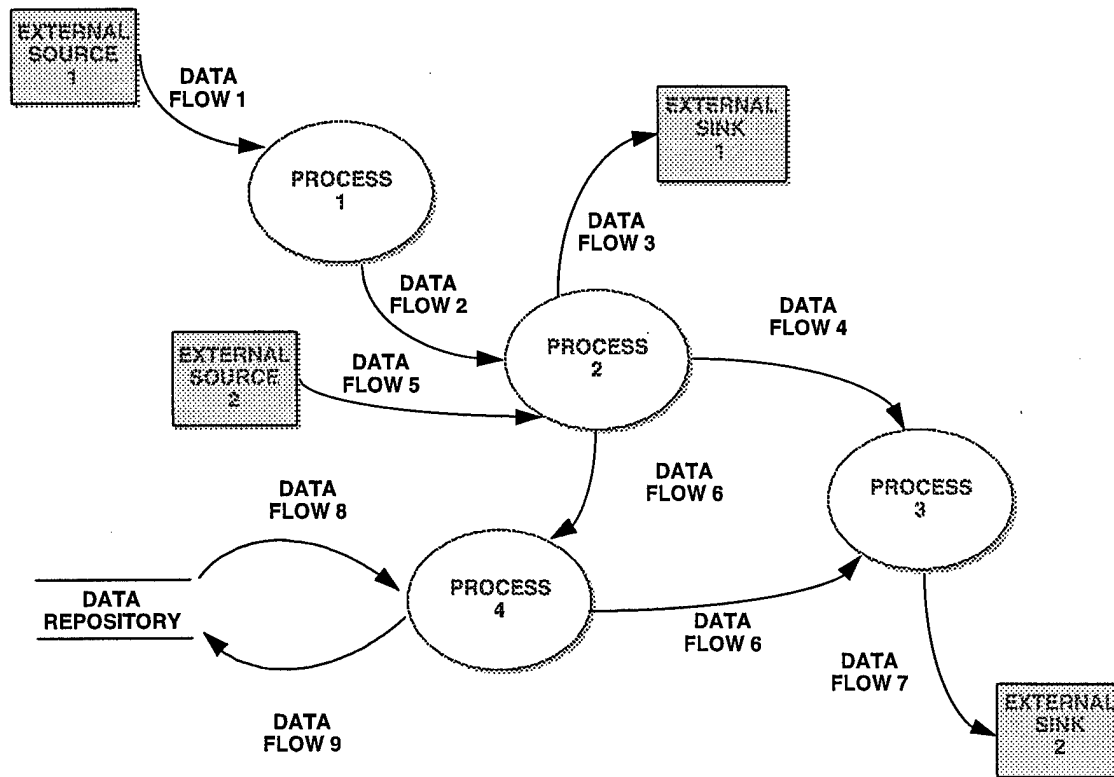 EXTERNAL
SOURCE
1
DATA
FLOW 1
EXTERNAL
SINK
1
PROCESS
1
DATA
FLOW 3
DATA
FLOW 2
DATA
FLOW 4
EXTERNAL
SOURCE
2
DATA
FLOW 5
PROCESS
2
DATA
FLOW 6
PROCESS
3
DATA
FLOW 8
PROCESS
4
DATA
REPOSITORY
DATA
FLOW 6
DATA
FLOW 7
DATA
FLOW 9
EXTERNAL
SINK
2